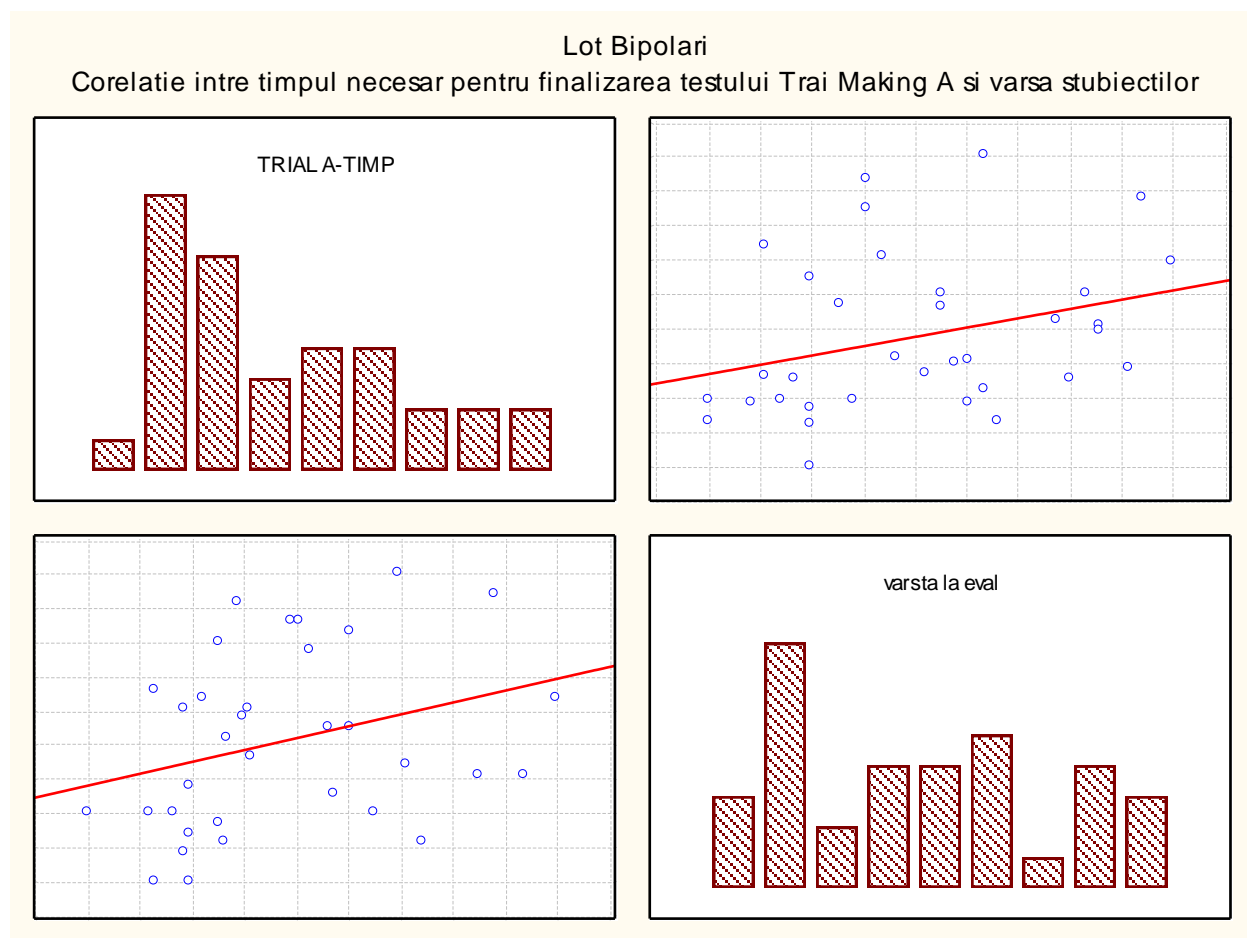 Lot Bipolari
Corelatie intre timpul necesar pentru finalizarea testului Trai Making A si varsa stubiectilor
TRIAL A-TIMP
varsta la eval